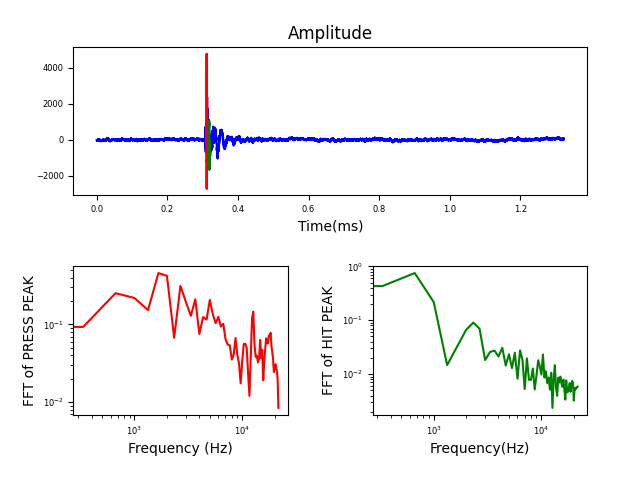 Amplitude
4000
2000
0
−2000
0.0 0.2 0.4 0.6 0.8 1.0 1.2
Time(ms)
FFT of PRESS PEAK
10⁻¹
10⁻²
10³ 10⁴
Frequency (Hz)
FFT of HIT PEAK
10⁰
10⁻¹
10⁻²
10³ 10⁴
Frequency(Hz)